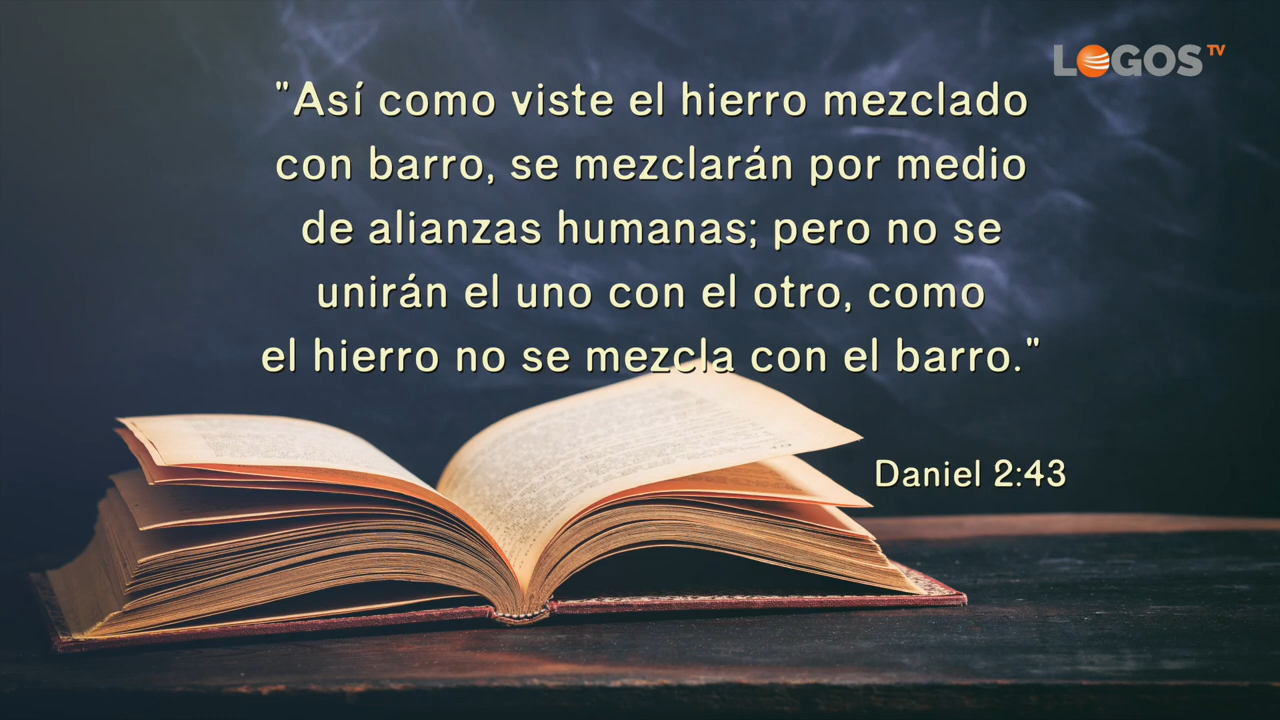 LOGOS TV
"Así como viste el hierro mezclado
con barro, se mezclarán por medio
de alianzas humanas; pero no se
unirán el uno con el otro, como
el hierro no se mezcla con el barro."
Daniel 2:43